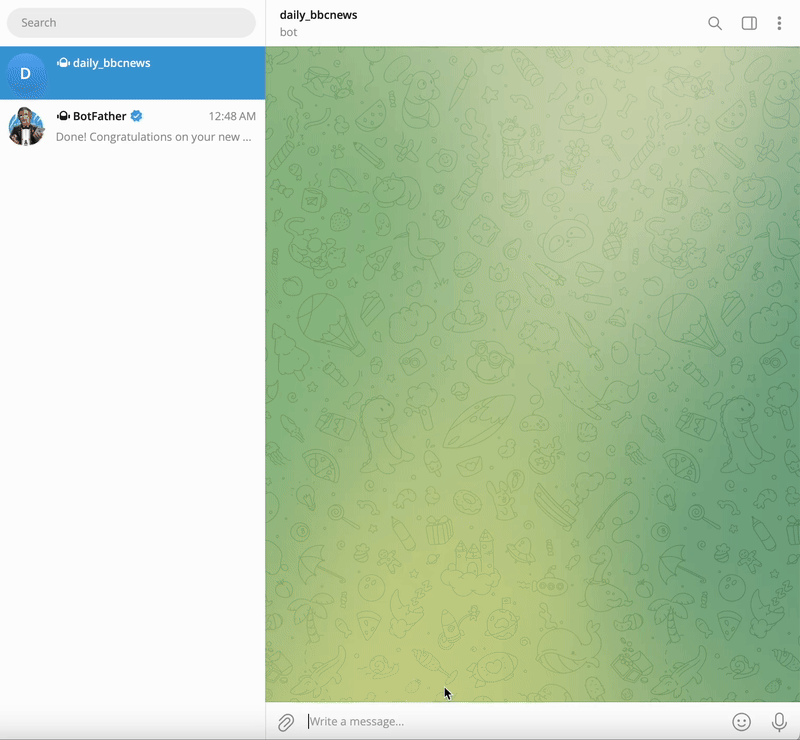 Search
daily_bbcnews
bot
D
daily_bbcnews
BotFather
12:48 AM
Done! Congratulations on your new ...
Write a message...